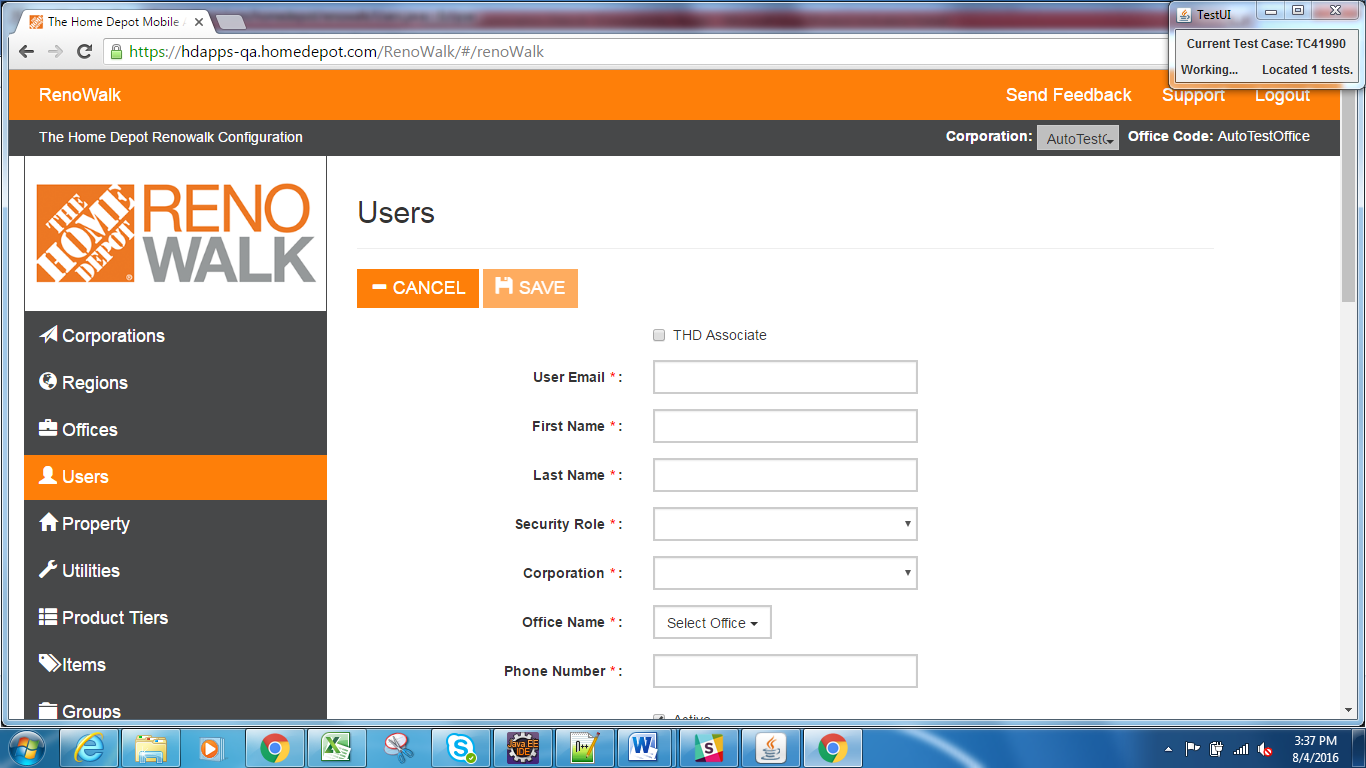 The Home Depot Mobile
TestUI
Current Test Case: TC41990
Working... Located 1 tests.
https://hdapps-qa.homedepot.com/RenoWalk/#/renoWalk
RenoWalk Send Feedback Support Logout
The Home Depot Renowalk Configuration Corporation: AutoTest Office Code: AutoTestOffice
THE HOME DEPOT RENO WALK
Users
CANCEL SAVE
Corporations
Regions
Offices
Users
Property
Utilities
Product Tiers
Items
Groups
THD Associate
User Email * :
First Name * :
Last Name * :
Security Role * :
Corporation * :
Office Name * : Select Office
Phone Number * :
Active
Java EE IDE
n++
3:37 PM
8/4/2016